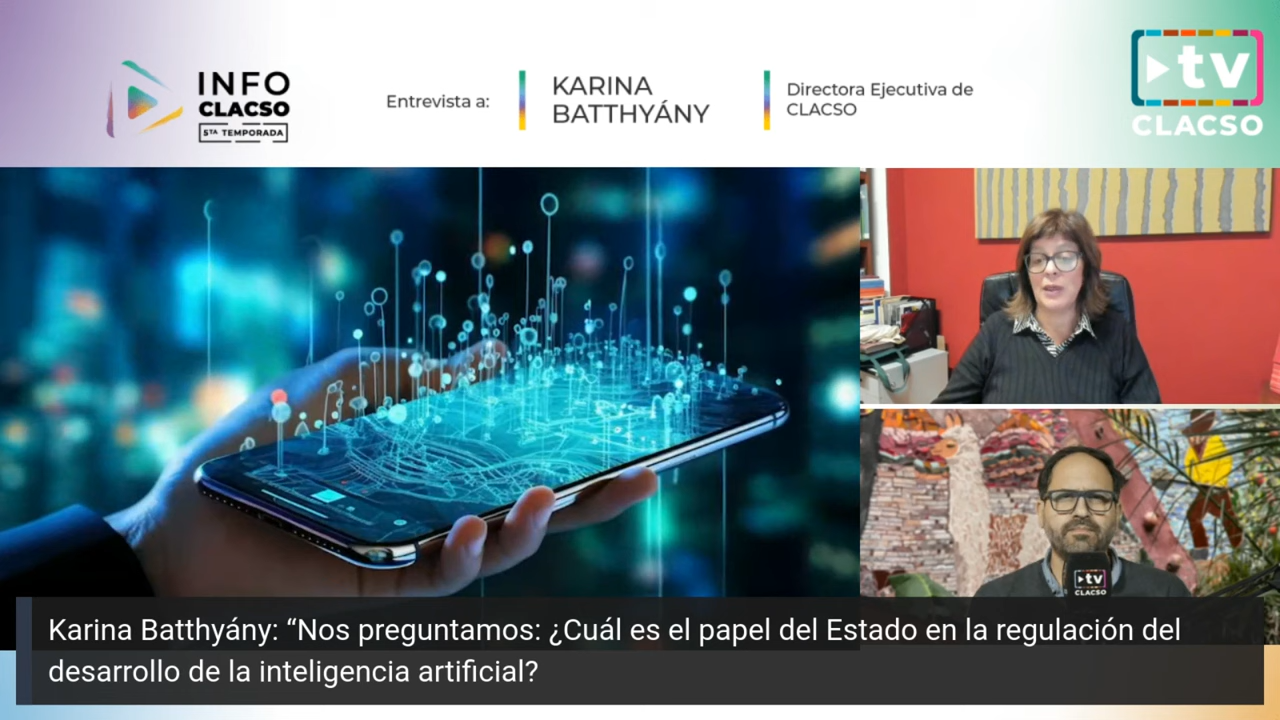 INFO
CLACSO
5TA TEMPORADA
Entrevista a:
KARINA
BATTHYÁNY
Directora Ejecutiva de
CLACSO
tv
CLACSO
tv
CLACSO
Karina Batthyány: “Nos preguntamos: ¿Cuál es el papel del Estado en la regulación del
desarrollo de la inteligencia artificial?